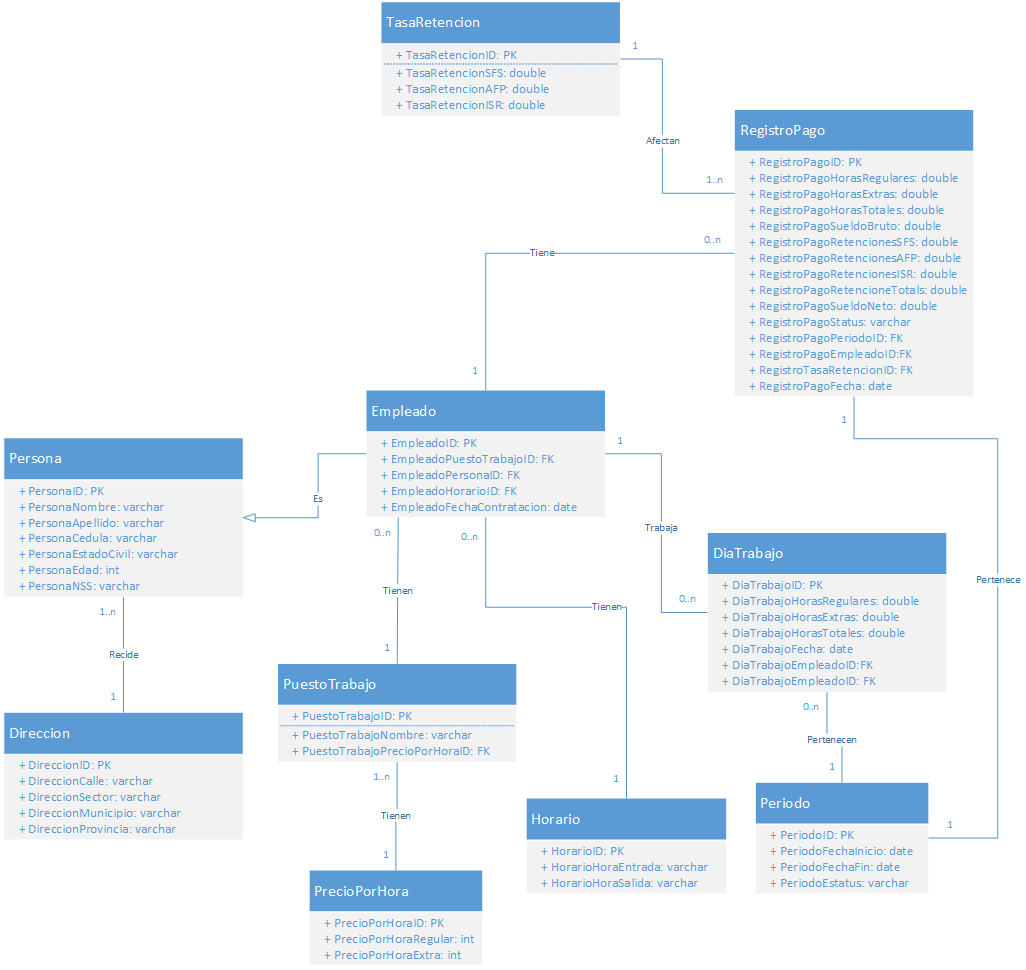 TasaRetencion
+ TasaRetencionID: PK
+ TasaRetencionSFS: double
+ TasaRetencionAFP: double
+ TasaRetencionISR: double
1
Afectan
1..n
RegistroPago
+ RegistroPagoID: PK
+ RegistroPagoHorasRegulares: double
+ RegistroPagoHorasExtras: double
+ RegistroPagoHorasTotales: double
+ RegistroPagoSueldoBruto: double
+ RegistroPagoRetencionesSFS: double
+ RegistroPagoRetencionesAFP: double
+ RegistroPagoRetencionesISR: double
+ RegistroPagoRetencioneTotals: double
+ RegistroPagoSueldoNeto: double
+ RegistroPagoStatus: varchar
+ RegistroPagoPeriodoID: FK
+ RegistroPagoEmpleadoID:FK
+ RegistroTasaRetencionID: FK
+ RegistroPagoFecha: date
0..n
Tiene
1
Empleado
+ EmpleadoID: PK
+ EmpleadoPuestoTrabajoID: FK
+ EmpleadoPersonaID: FK
+ EmpleadoHorarioID: FK
+ EmpleadoFechaContratacion: date
Persona
+ PersonaID: PK
+ PersonaNombre: varchar
+ PersonaApellido: varchar
+ PersonaCedula: varchar
+ PersonaEstadoCivil: varchar
+ PersonaEdad: int
+ PersonaNSS: varchar
Es
1..n
Recide
1
Direccion
+ DireccionID: PK
+ DireccionCalle: varchar
+ DireccionSector: varchar
+ DireccionMunicipio: varchar
+ DireccionProvincia: varchar
0..n
Tienen
1
PuestoTrabajo
+ PuestoTrabajoID: PK
+ PuestoTrabajoNombre: varchar
+ PuestoTrabajoPrecioPorHoraID: FK
1..n
Tienen
1
PrecioPorHora
+ PrecioPorHoraID: PK
+ PrecioPorHoraRegular: int
+ PrecioPorHoraExtra: int
0..n
Tienen
1
Horario
+ HorarioID: PK
+ HorarioHoraEntrada: varchar
+ HorarioHoraSalida: varchar
1
Trabaja
0..n
DiaTrabajo
+ DiaTrabajoID: PK
+ DiaTrabajoHorasRegulares: double
+ DiaTrabajoHorasExtras: double
+ DiaTrabajoHorasTotales: double
+ DiaTrabajoFecha: date
+ DiaTrabajoEmpleadoID:FK
+ DiaTrabajoEmpleadoID: FK
0..n
Pertenecen
1
Periodo
+ PeriodoID: PK
+ PeriodoFechaInicio: date
+ PeriodoFechaFin: date
+ PeriodoEstatus: varchar
1
Pertenece
1